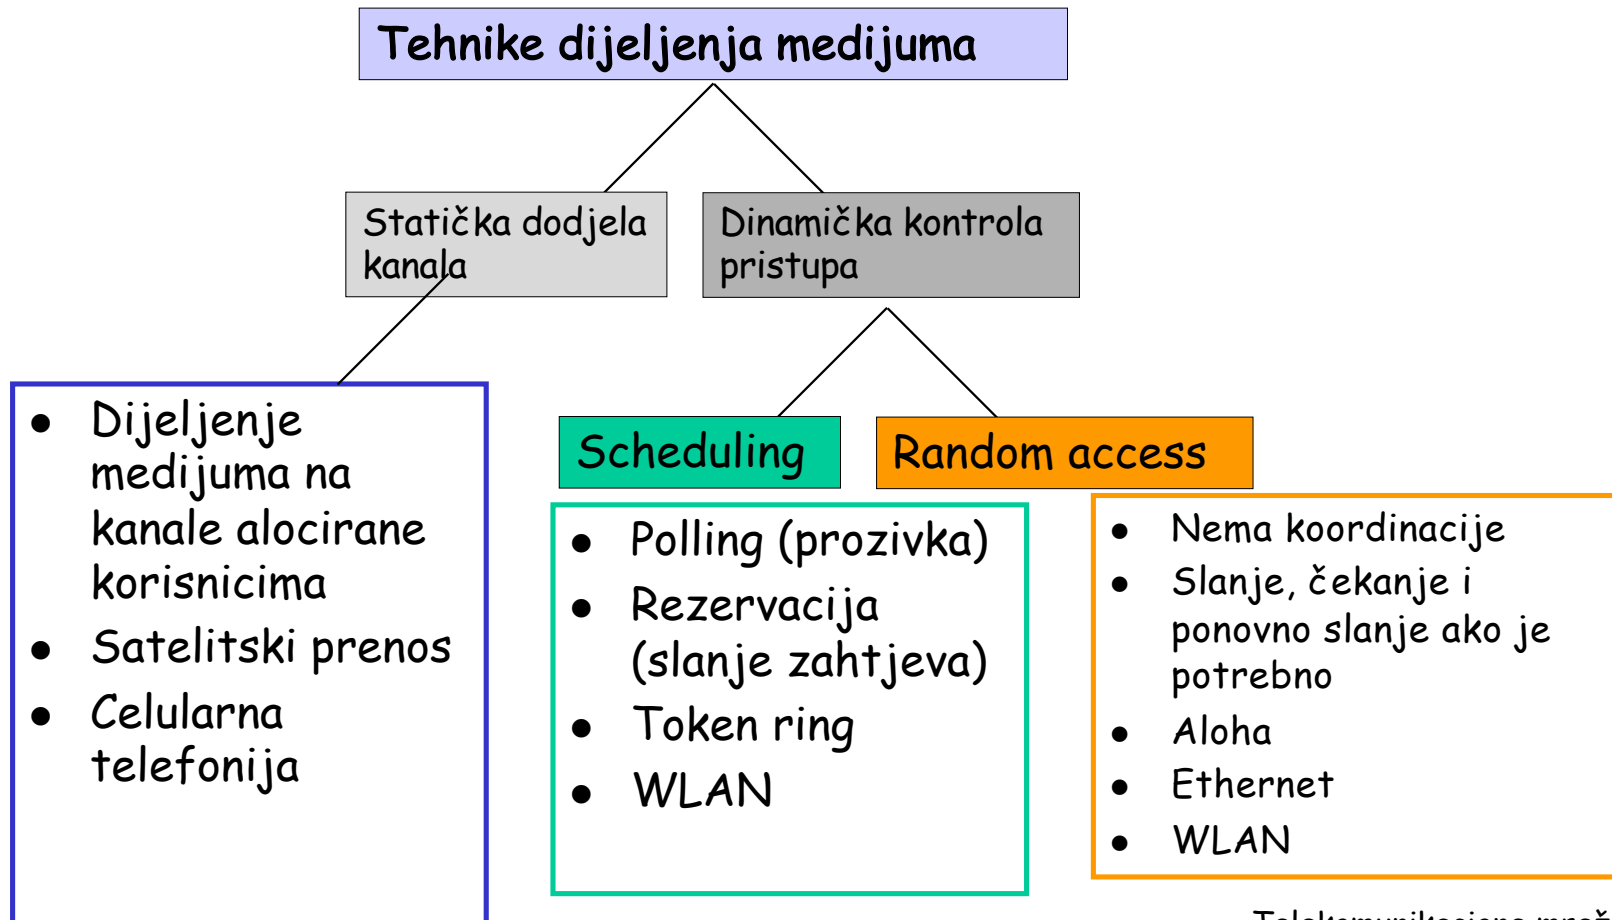 Tehnike dijeljenja medijuma
Statička dodjela
kanala
Dinamička kontrola
pristupa
● Dijeljenje
medijuma na
kanale alocirane
korisnicima
● Satelitski prenos
● Celularna
telefonija
Scheduling
● Polling (prozivka)
● Rezervacija
(slanje zahtjeva)
● Token ring
● WLAN
Random access
● Nema koordinacije
● Slanje, čekanje i
ponovno slanje ako je
potrebno
● Aloha
● Ethernet
● WLAN